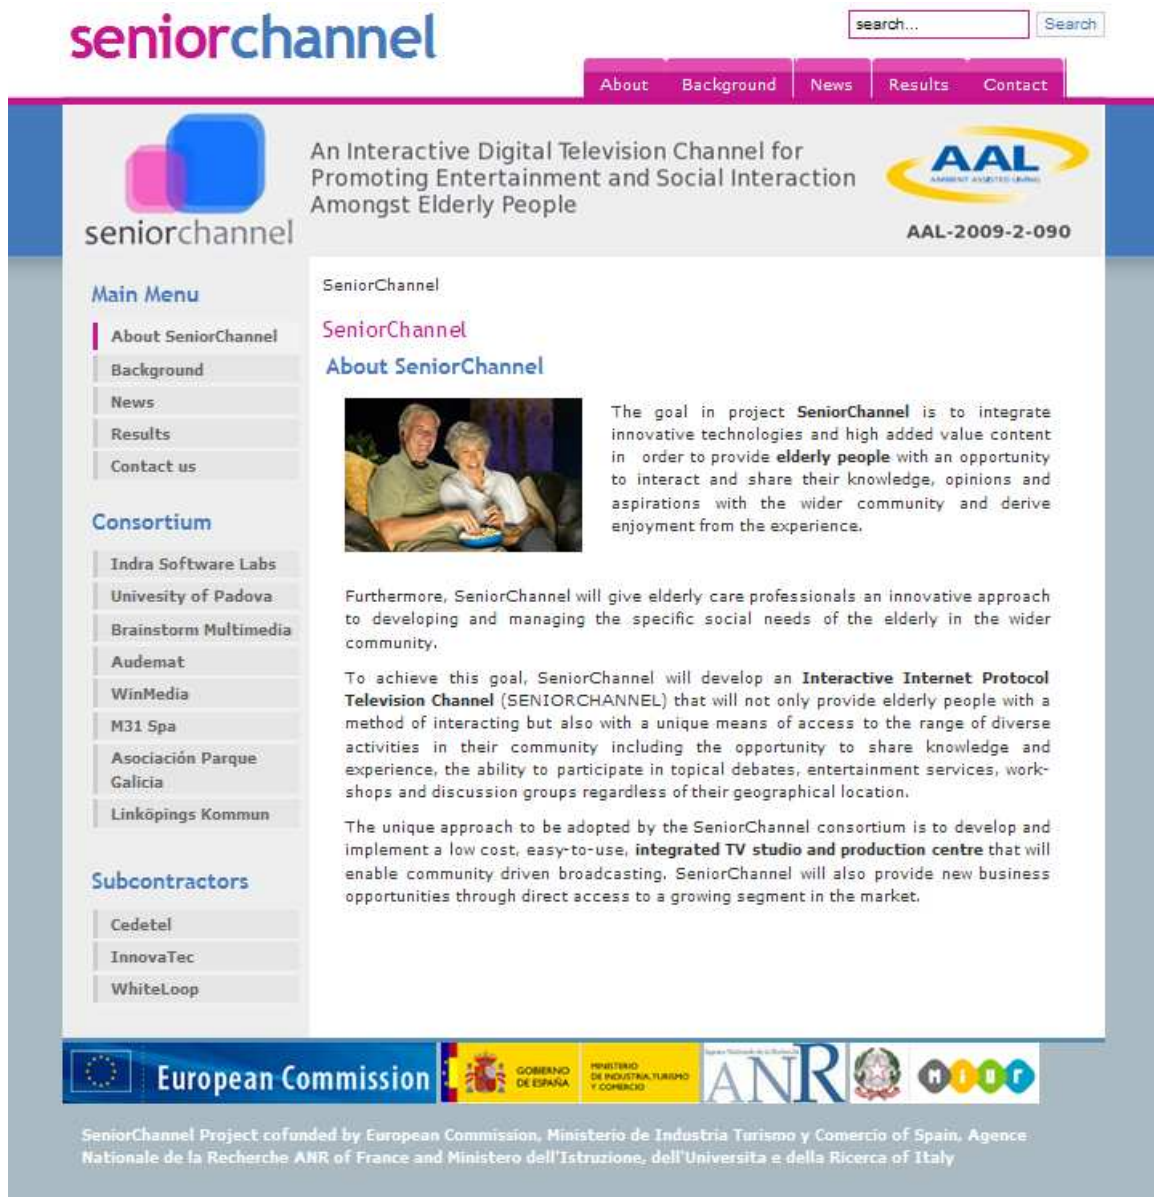 seniorchannel
search...
Search
About
Background
News
Results
Contact
seniorchannel
An Interactive Digital Television Channel for
Promoting Entertainment and Social Interaction
Amongst Elderly People
AAL
AMBIENT ASSISTED LIVING
AAL-2009-2-090
Main Menu
About SeniorChannel
Background
News
Results
Contact us
Consortium
Indra Software Labs
Univesity of Padova
Brainstorm Multimedia
Audemat
WinMedia
M31 Spa
Asociación Parque
Galicia
Linköpings Kommun
Subcontractors
Cedetel
InnovaTec
WhiteLoop
SeniorChannel
SeniorChannel
About SeniorChannel
The goal in project SeniorChannel is to integrate
innovative technologies and high added value content
in order to provide elderly people with an opportunity
to interact and share their knowledge, opinions and
aspirations with the wider community and derive
enjoyment from the experience.
Furthermore, SeniorChannel will give elderly care professionals an innovative approach
to developing and managing the specific social needs of the elderly in the wider
community.
To achieve this goal, SeniorChannel will develop an Interactive Internet Protocol
Television Channel (SENIORCHANNEL) that will not only provide elderly people with a
method of interacting but also with a unique means of access to the range of diverse
activities in their community including the opportunity to share knowledge and
experience, the ability to participate in topical debates, entertainment services, work-
shops and discussion groups regardless of their geographical location.
The unique approach to be adopted by the SeniorChannel consortium is to develop and
implement a low cost, easy-to-use, integrated TV studio and production centre that will
enable community driven broadcasting. SeniorChannel will also provide new business
opportunities through direct access to a growing segment in the market.
European Commission
GOBIERNO
DE ESPAÑA
MINISTERIO
DE INDUSTRIA, TURISMO
Y COMERCIO
Agence Nationale de la Recherche
ANR
miur
SeniorChannel Project cofunded by European Commission, Ministerio de Industria Turismo y Comercio of Spain, Agence
Nationale de la Recherche ANR of France and Ministero dell'Istruzione, dell'Universita e della Ricerca of Italy